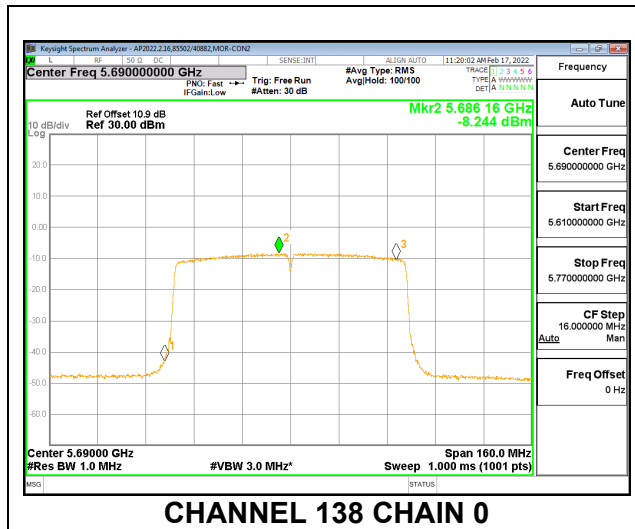 Keysight Spectrum Analyzer - AP2022.2.16,85502/40882,MOR-CON2
LXI L RF 50 Ω DC SENSE:INT ALIGN AUTO 11:20:02 AM Feb 17, 2022
Center Freq 5.690000000 GHz #Avg Type: RMS TRACE 1 2 3 4 5 6
PNO: Fast Trig: Free Run Avg|Hold: 100/100 TYPE A WWWWW
IFGain:Low #Atten: 30 dB DET A N N N N N
Frequency
Auto Tune
Center Freq
5.690000000 GHz
Start Freq
5.610000000 GHz
Stop Freq
5.770000000 GHz
CF Step
16.000000 MHz
Auto Man
Freq Offset
0 Hz
Mkr2 5.686 16 GHz
-8.244 dBm
Ref Offset 10.9 dB
10 dB/div Ref 30.00 dBm
Log
20.0
10.0
0.00
-10.0
-20.0
-30.0
-40.0
-50.0
-60.0
1
2
3
Center 5.69000 GHz Span 160.0 MHz
#Res BW 1.0 MHz #VBW 3.0 MHz* Sweep 1.000 ms (1001 pts)
MSG STATUS
CHANNEL 138 CHAIN 0